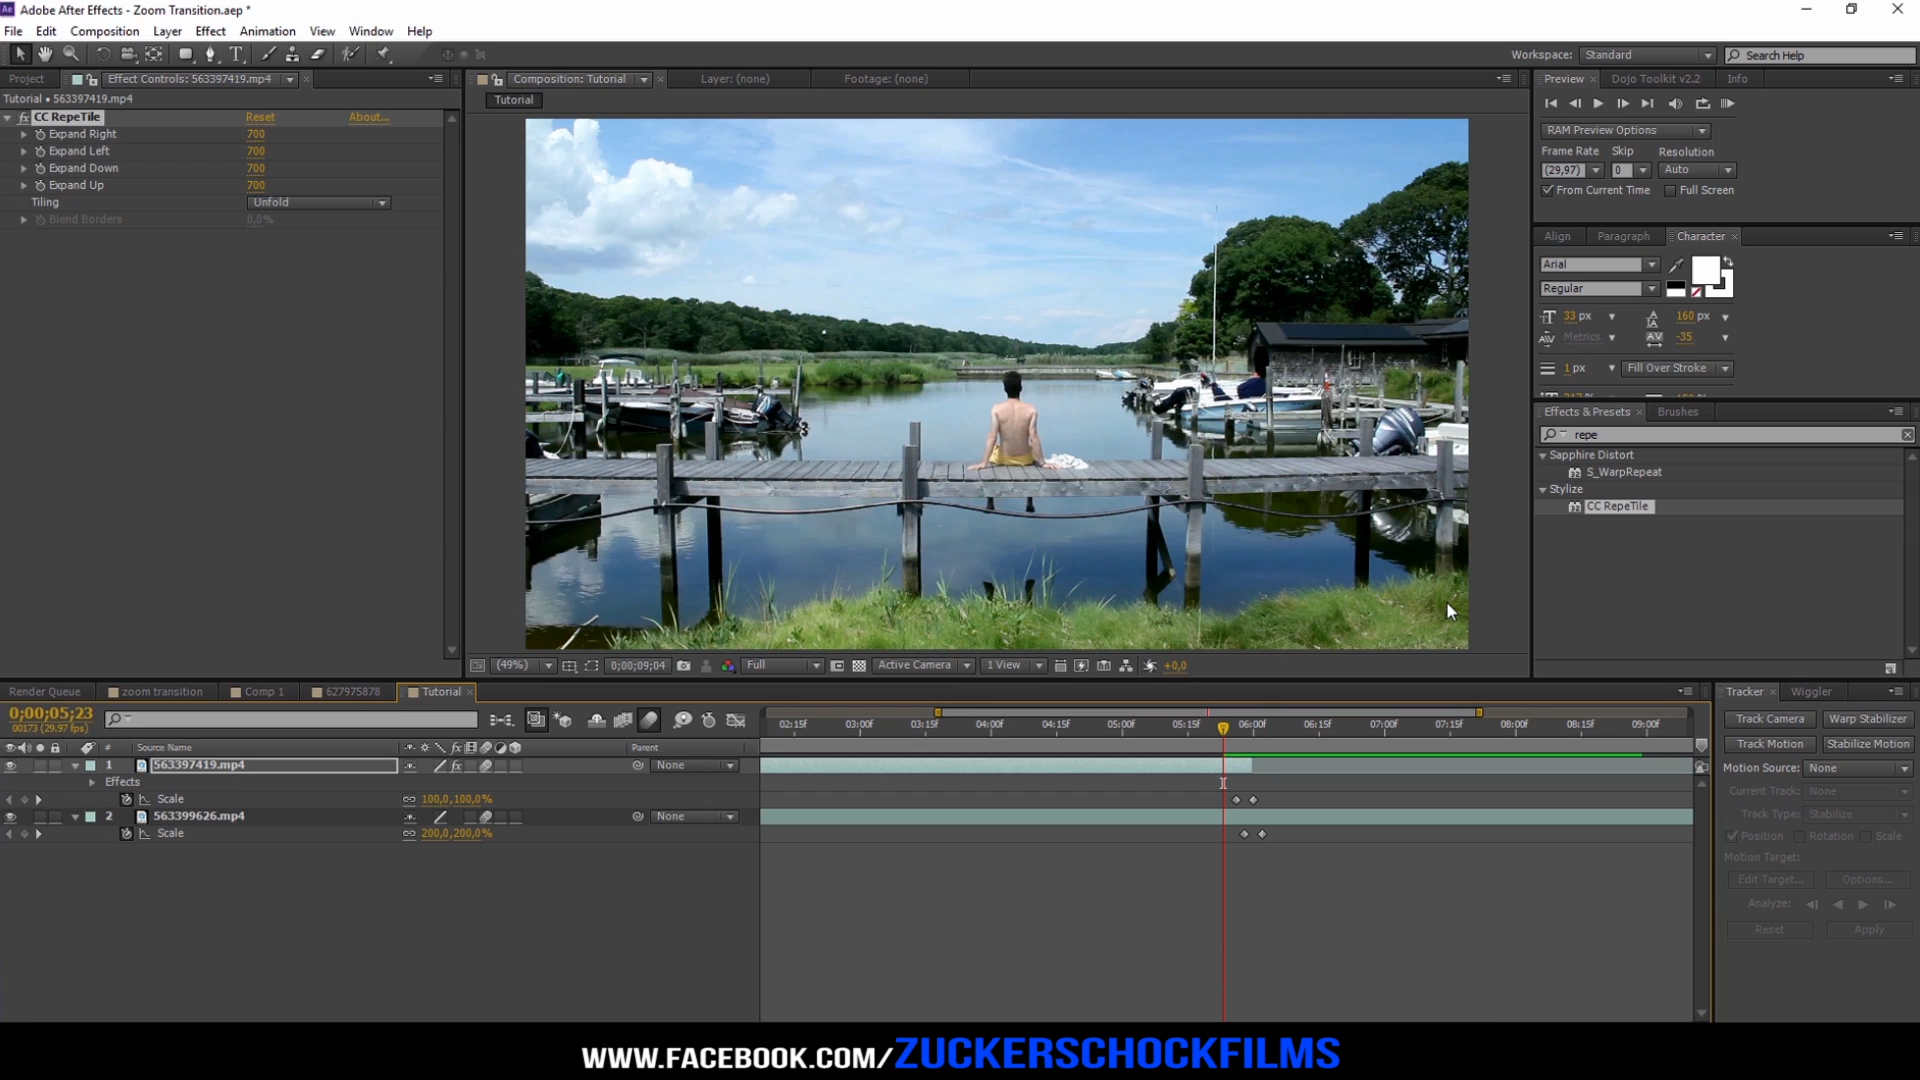 Adobe After Effects - Zoom Transition.aep *
File Edit Composition Layer Effect Animation View Window Help
Workspace: Standard Search Help
Project Effect Controls: 563397419.mp4
Composition: Tutorial Layer: (none) Footage: (none)
Preview Dojo Toolkit v2.2 Info
Tutorial • 563397419.mp4
Tutorial
fx CC RepeTile Reset About...
Expand Right 700
Expand Left 700
Expand Down 700
Expand Up 700
Tiling Unfold
Blend Borders 0,0%
RAM Preview Options
Frame Rate Skip Resolution
(29,97) 0 Auto
From Current Time Full Screen
Align Paragraph Character
Arial
Regular
33 px 160 px
Metrics -35
1 px Fill Over Stroke
Effects & Presets Brushes
repe
Sapphire Distort
S_WarpRepeat
Stylize
CC RepeTile
(49%) 0;00;09;04 Full Active Camera 1 View +0,0
Render Queue zoom transition Comp 1 627975878 Tutorial
0;00;05;23
00173 (29.97 fps)
02:15f 03:00f 03:15f 04:00f 04:15f 05:00f 05:15f 06:00f 06:15f 07:00f 07:15f 08:00f 08:15f 09:00f
# Source Name fx Parent
1 563397419.mp4 fx None
Effects
Scale 100,0,100,0%
2 563399626.mp4 None
Scale 200,0,200,0%
Tracker Wiggler
Track Camera Warp Stabilizer
Track Motion Stabilize Motion
Motion Source: None
Current Track: None
Track Type: Stabilize
Position Rotation Scale
Motion Target:
Edit Target... Options...
Analyze:
Reset Apply
WWW.FACEBOOK.COM/ZUCKERSCHOCKFILMS